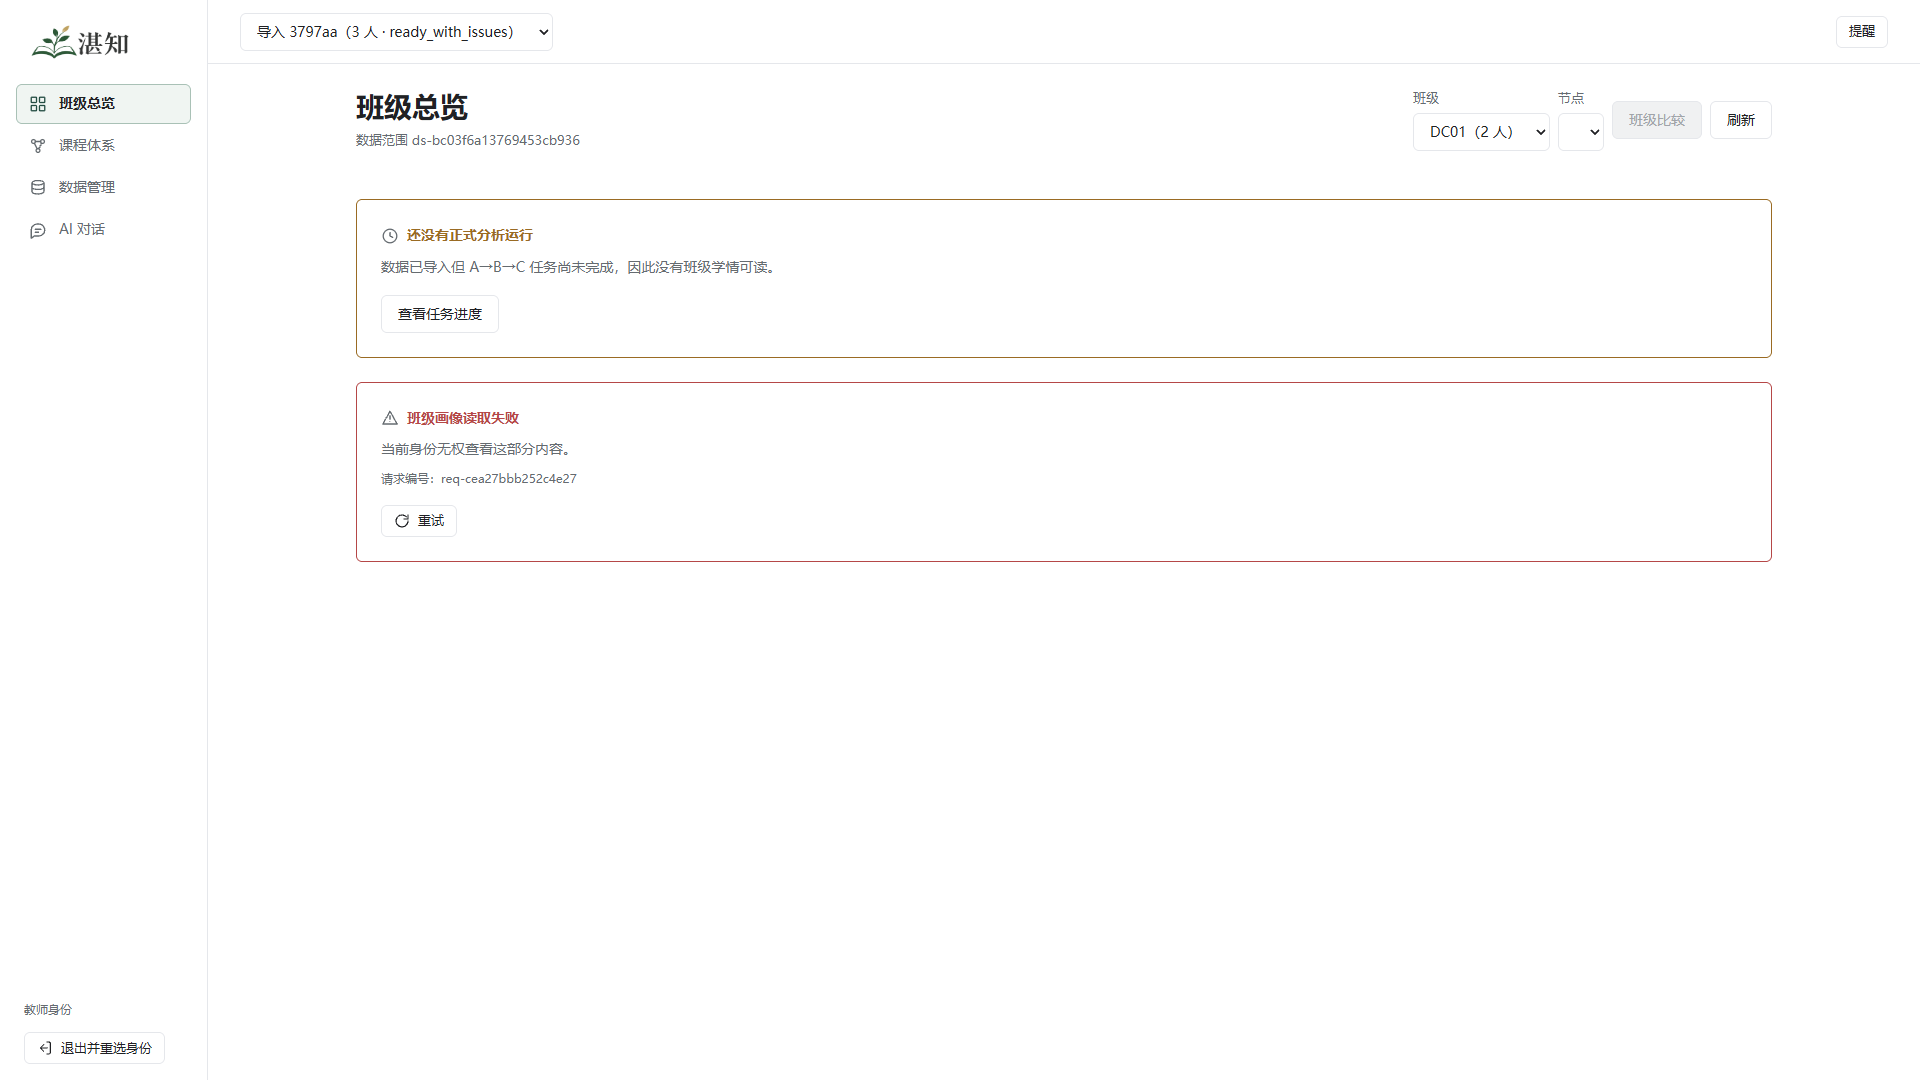 湛知
班级总览
课程体系
数据管理
AI 对话
教师身份
退出并重选身份
导入 3797aa（3 人 · ready_with_issues）
提醒
班级总览
数据范围 ds-bc03f6a13769453cb936
班级
节点
DC01（2 人）
班级比较
刷新
还没有正式分析运行
数据已导入但 A→B→C 任务尚未完成，因此没有班级学情可读。
查看任务进度
班级画像读取失败
当前身份无权查看这部分内容。
请求编号：req-cea27bbb252c4e27
重试